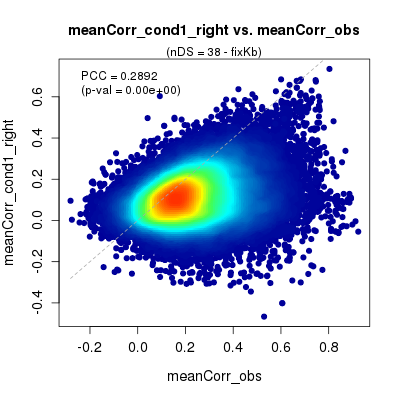 meanCorr_cond1_right vs. meanCorr_obs
(nDS = 38 - fixKb)
PCC = 0.2892
(p-val = 0.00e+00)
meanCorr_cond1_right
0.6
0.4
0.2
0.0
-0.2
-0.4
-0.2 0.0 0.2 0.4 0.6 0.8
meanCorr_obs